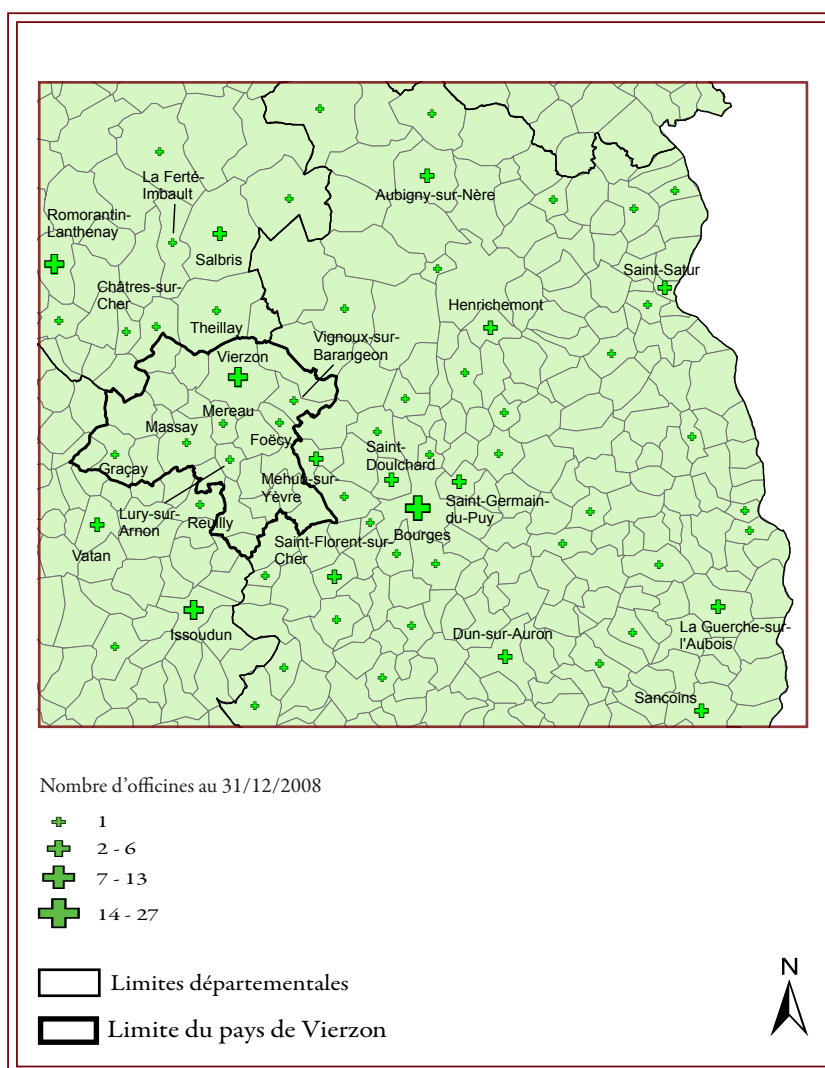 La Ferté-
Imbault
Romorantin-
Lanthenay
Aubigny-sur-Nère
Salbris
Saint-Satur
Châtres-sur-
Cher
Henrichemont
Theillay
Vignoux-sur-
Barangeon
Vierzon
Mereau
Massay
Foëcy
Saint-
Doulchard
Graçay
Mehun-sur-
Yèvre
Saint-Germain-
du-Puy
Lury-sur-
Arnon
Reuilly
Bourges
Saint-Florent-sur-
Cher
Vatan
Issoudun
Dun-sur-Auron
La Guerche-sur-
l'Aubois
Sancoins
Nombre d'officines au 31/12/2008
1
2 - 6
7 - 13
14 - 27
N
Limites départementales
Limite du pays de Vierzon